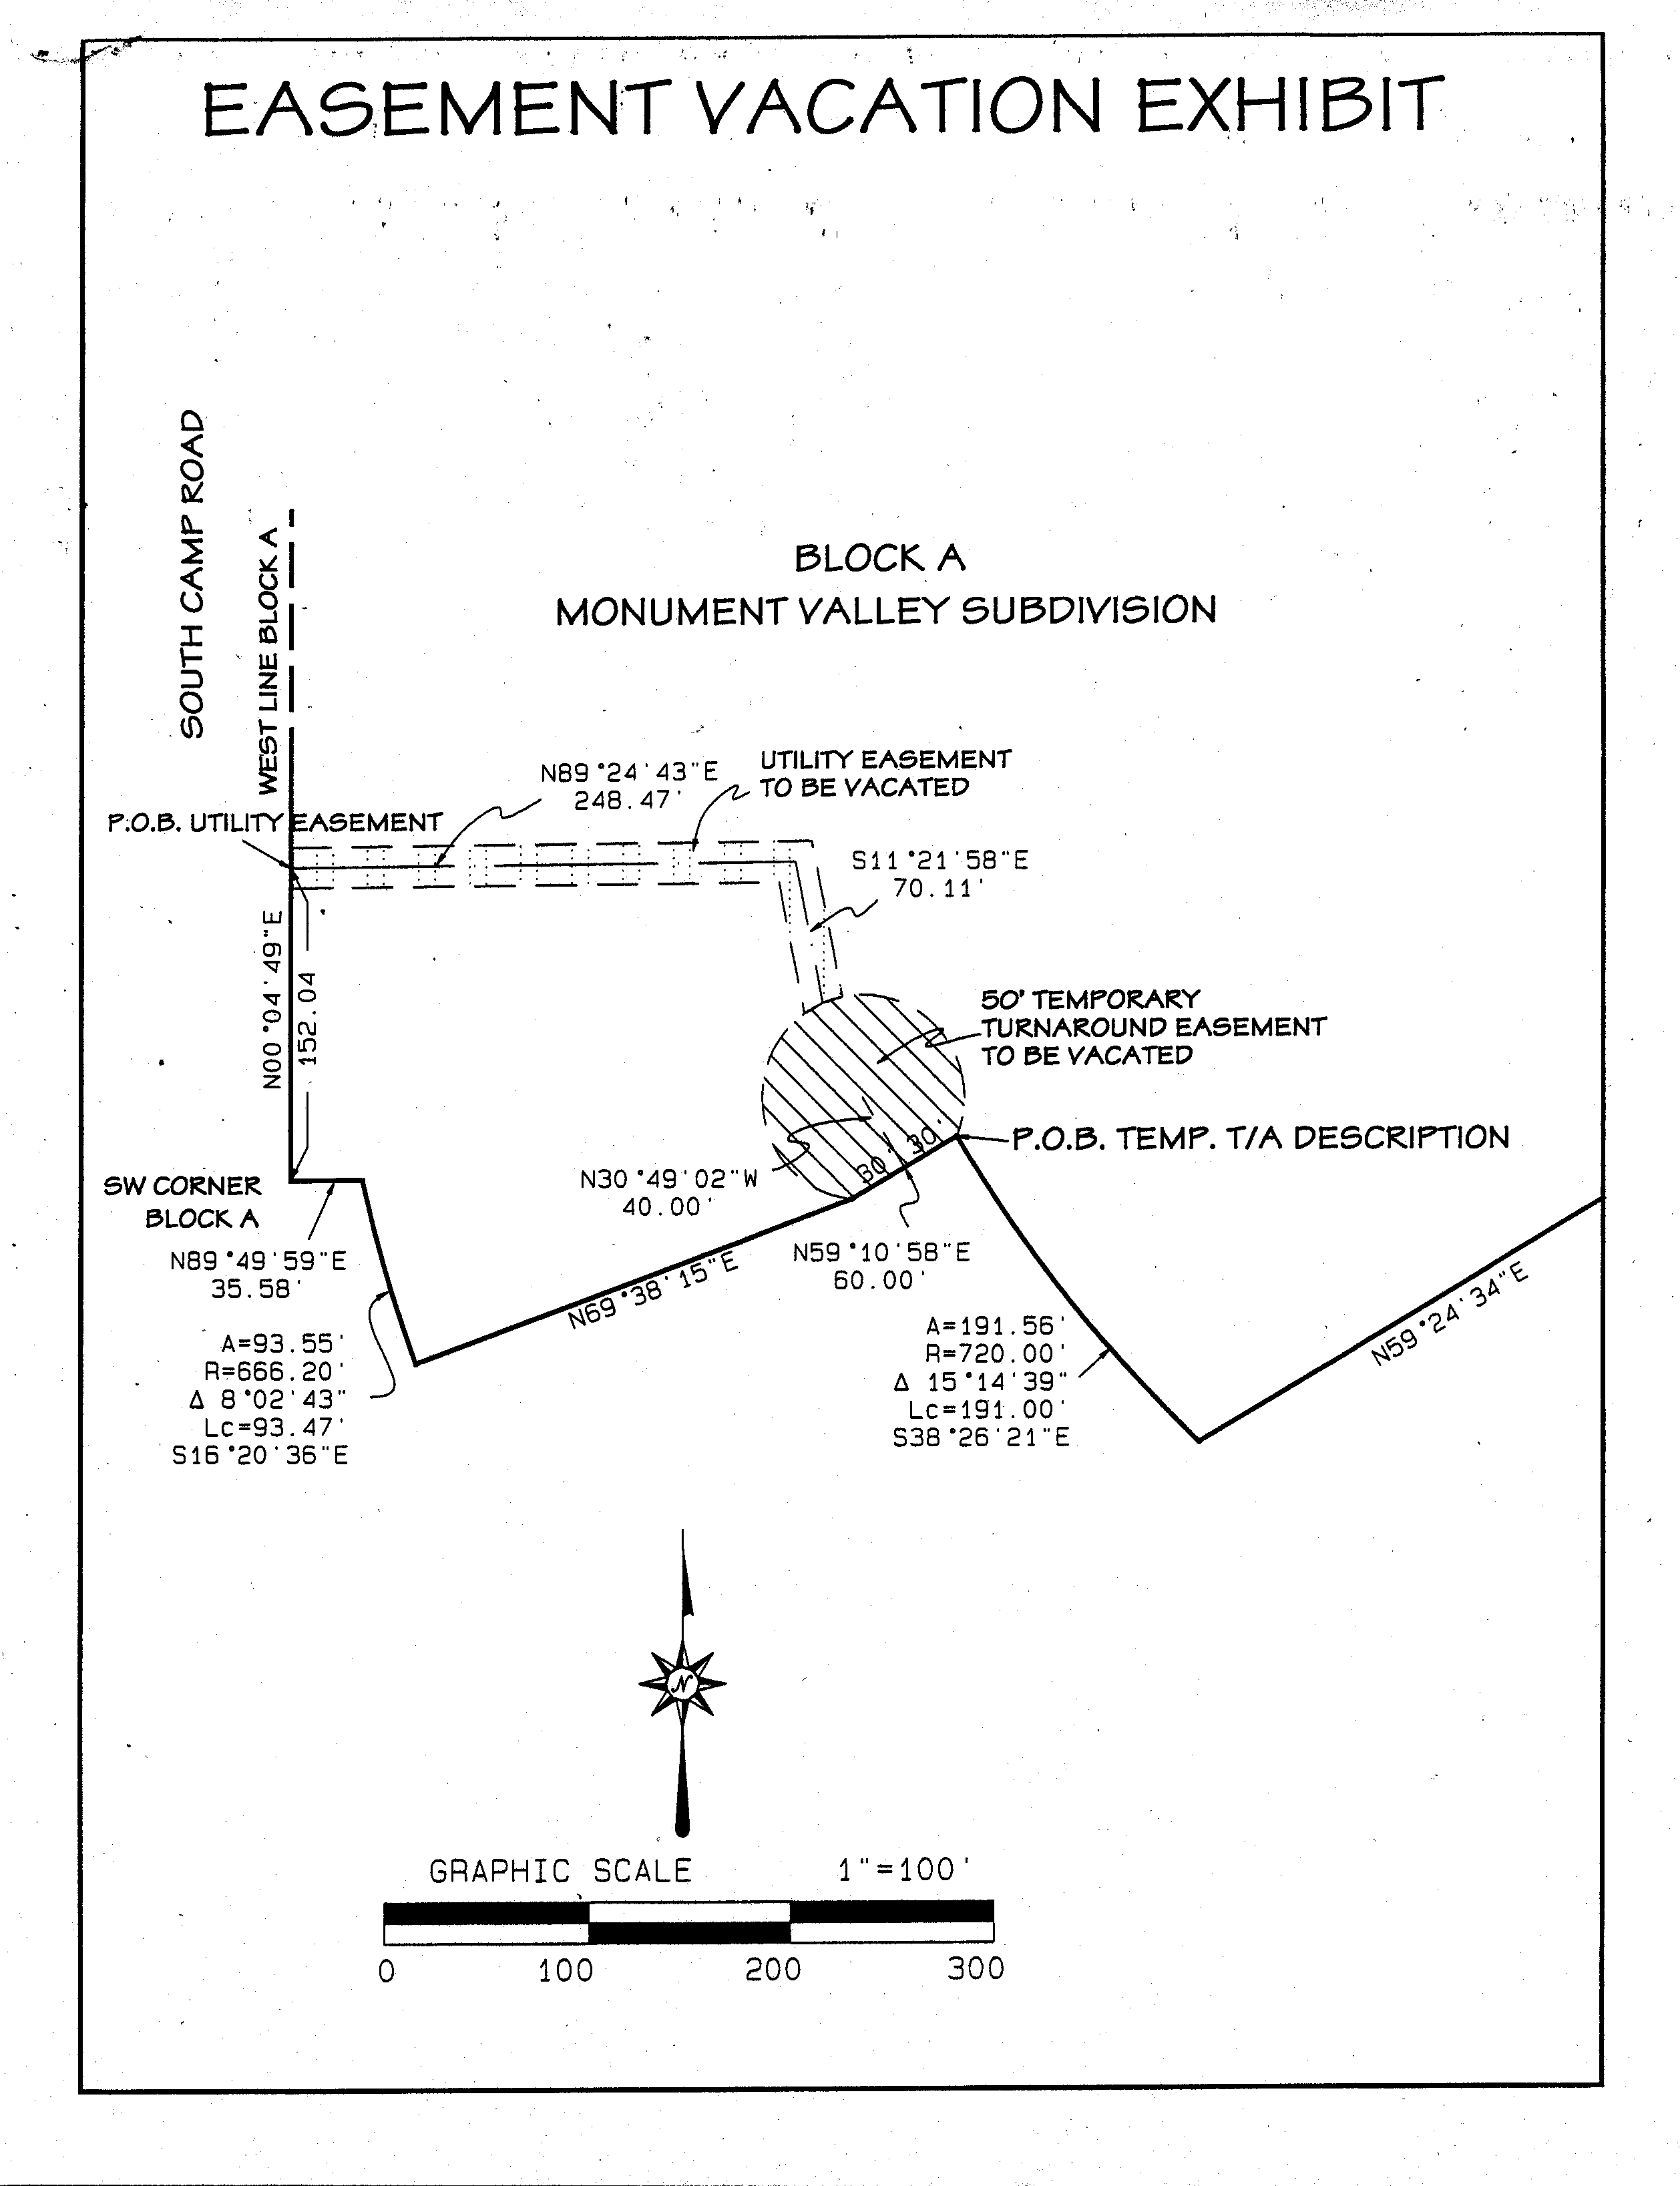 EASEMENT VACATION EXHIBIT
SOUTH CAMP ROAD
WEST LINE BLOCK A
BLOCK A
MONUMENT VALLEY SUBDIVISION
N89°24'43"E
248.47'
UTILITY EASEMENT
TO BE VACATED
P.O.B. UTILITY EASEMENT
S11°21'58"E
70.11'
N00°04'49"E
152.04
50' TEMPORARY
TURNAROUND EASEMENT
TO BE VACATED
30' 30'
P.O.B. TEMP. T/A DESCRIPTION
N30°49'02"W
40.00'
SW CORNER
BLOCK A
N89°49'59"E
35.58'
N69°38'15"E
N59°10'58"E
60.00'
A=93.55'
R=666.20'
Δ 8°02'43"
Lc=93.47'
S16°20'36"E
A=191.56'
R=720.00'
Δ 15°14'39"
Lc=191.00'
S38°26'21"E
N59°24'34"E
N
GRAPHIC SCALE 1"=100'
0 100 200 300